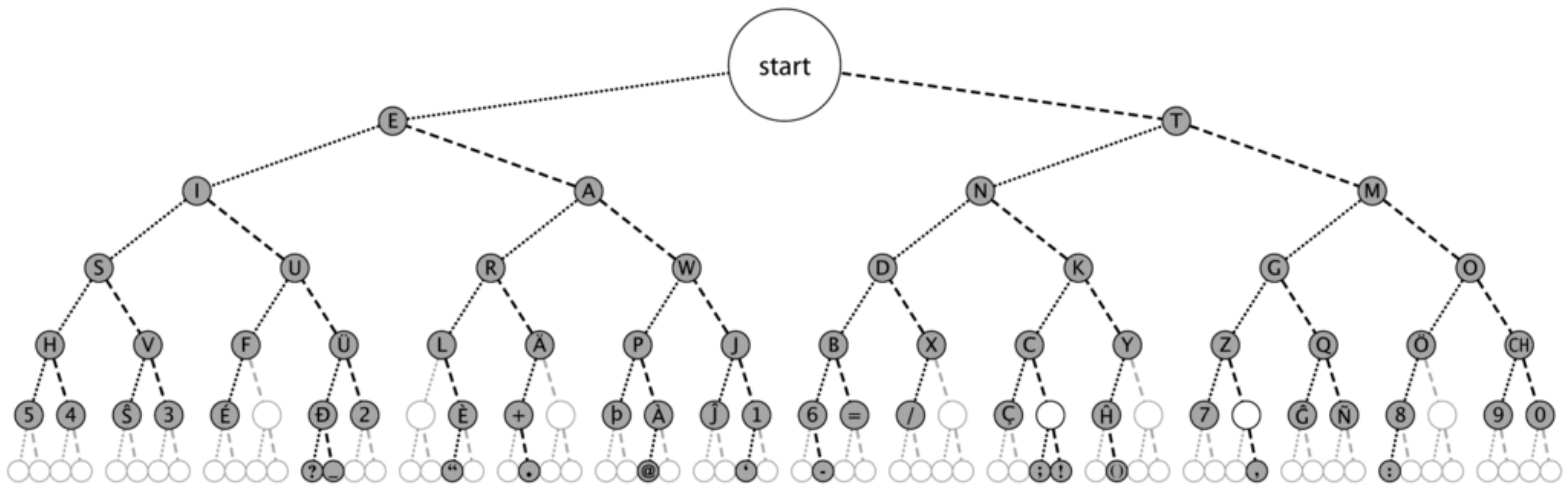 start
E T
I A N M
S U R W D K G O
H V F Ü L Ä P J B X C Y Z Q Ö CH
5 4 Ŝ 3 É Đ 2 È + þ À Ĵ 1 6 = / Ç Ĥ 7 Ĝ Ñ 8 9 0
? _ “ . @ ‘ - ; ! () , :